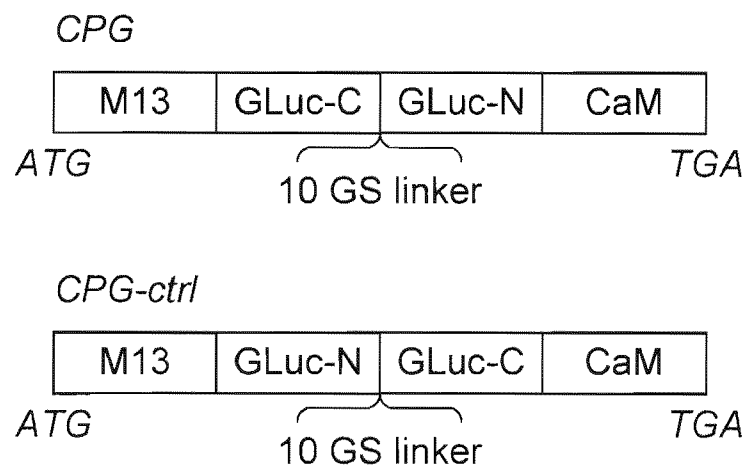 CPG
M13 GLuc-C GLuc-N CaM
ATG TGA
10 GS linker
CPG-ctrl
M13 GLuc-N GLuc-C CaM
ATG TGA
10 GS linker